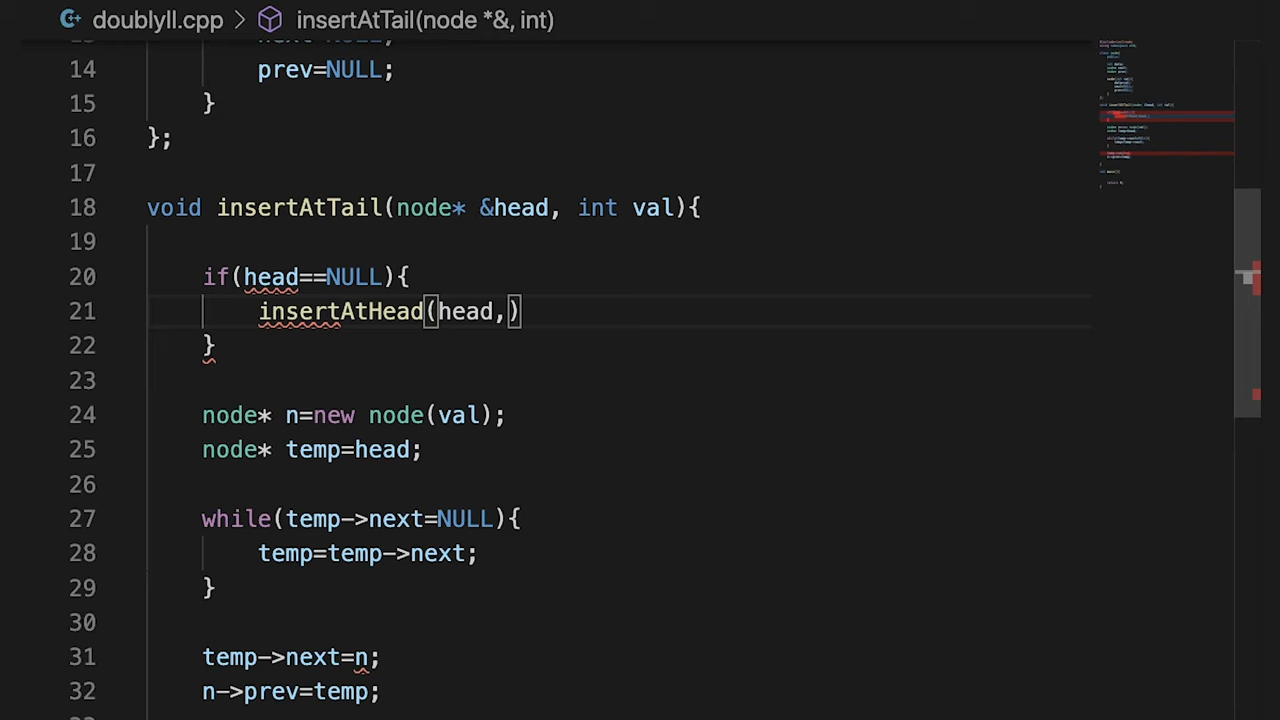 doublyll.cpp > insertAtTail(node *&, int)
14 prev=NULL;
15 }
16 };
17
18 void insertAtTail(node* &head, int val){
19
20 if(head==NULL){
21 insertAtHead(head,)
22 }
23
24 node* n=new node(val);
25 node* temp=head;
26
27 while(temp->next=NULL){
28 temp=temp->next;
29 }
30
31 temp->next=n;
32 n->prev=temp;